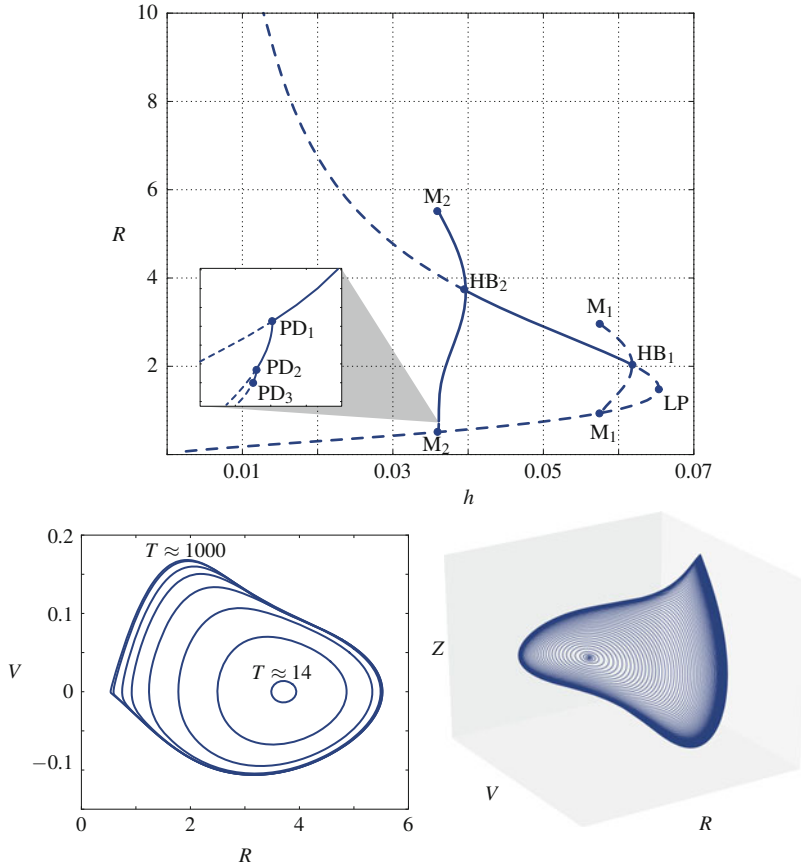 10
8
6
4
2
R
M₂
HB₂
M₁
HB₁
LP
M₁
M₂
PD₁
PD₂
PD₃
0.01 0.03 0.05 0.07
h
0.2
0.1
0
−0.1
V
T ≈ 1000
T ≈ 14
0 2 4 6
R
Z
V
R